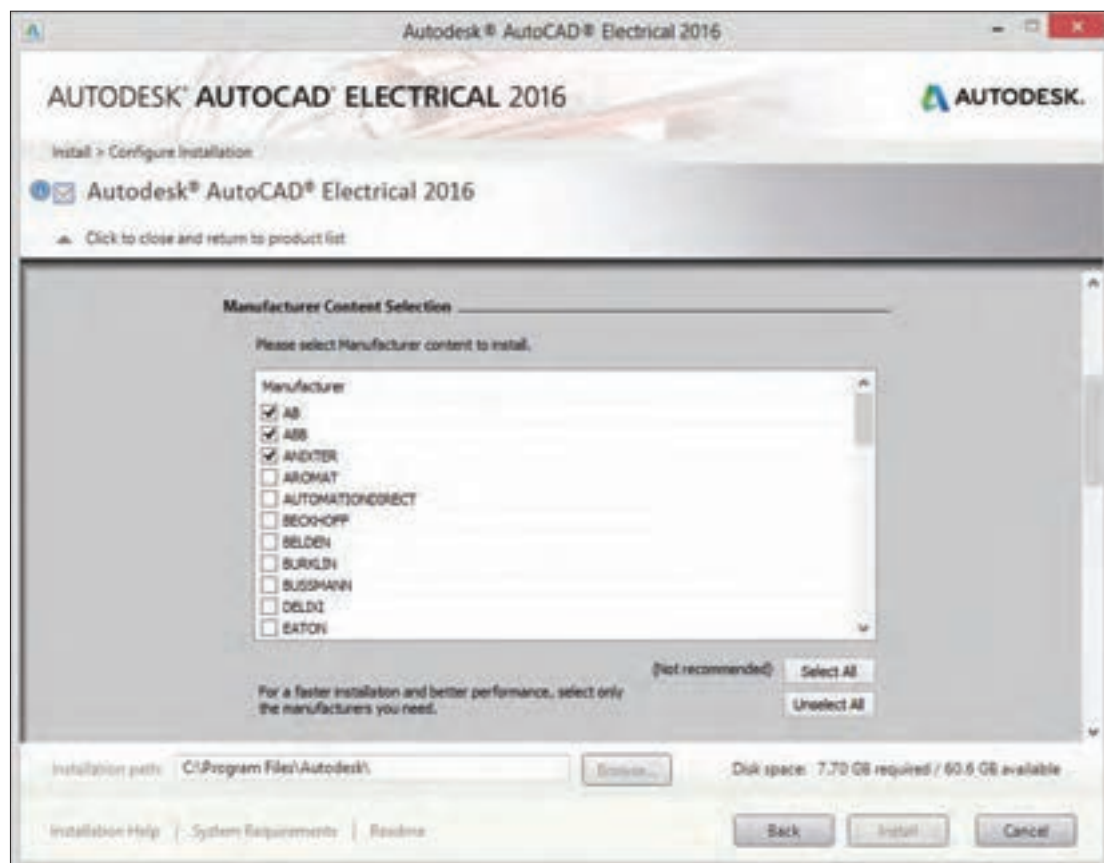 Autodesk® AutoCAD® Electrical 2016
AUTODESK® AUTOCAD® ELECTRICAL 2016
AUTODESK.
Install > Configure Installation
Autodesk® AutoCAD® Electrical 2016
Click to close and return to product list
Manufacturer Content Selection
Please select Manufacturer content to install.
Manufacturer
AB
ABB
ANIXTER
AROMAT
AUTOMATIONDIRECT
BECKHOFF
BELDEN
BURKLIN
BUSSMANN
DELIXI
EATON
(Not recommended) Select All
For a faster installation and better performance, select only
the manufacturers you need.
Unselect All
Installation path: C:\Program Files\Autodesk\ Browse... Disk space: 7.70 GB required / 60.6 GB available
Installation Help | System Requirements | Readme Back Install Cancel